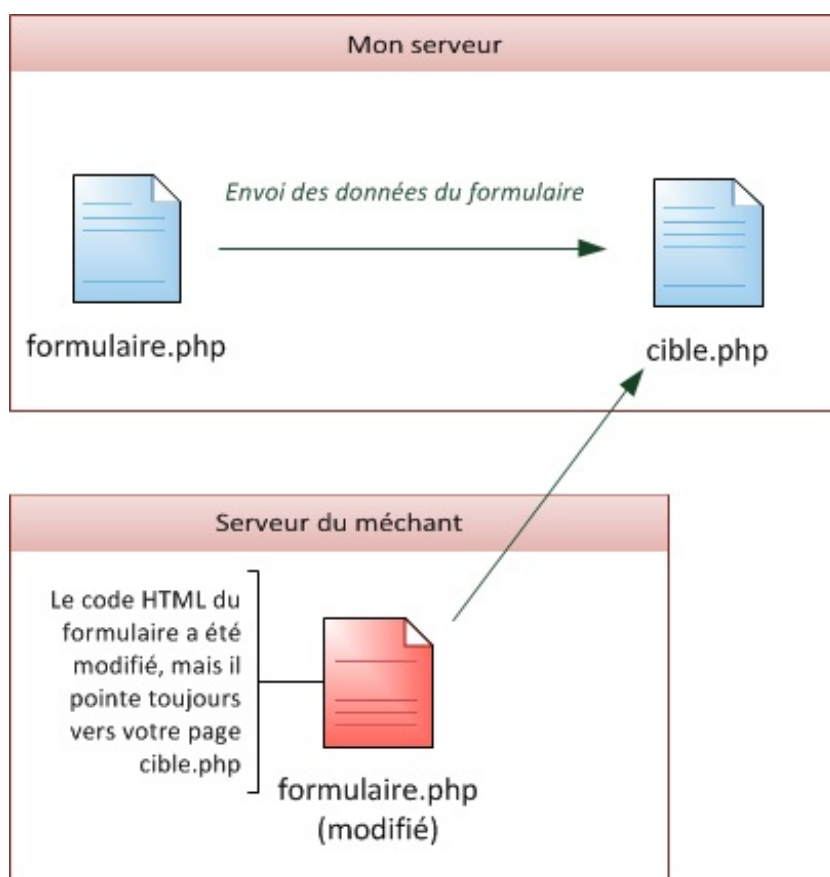 Mon serveur
Envoi des données du formulaire
formulaire.php
cible.php
Serveur du méchant
Le code HTML du
formulaire a été
modifié, mais il
pointe toujours
vers votre page
cible.php
formulaire.php
(modifié)